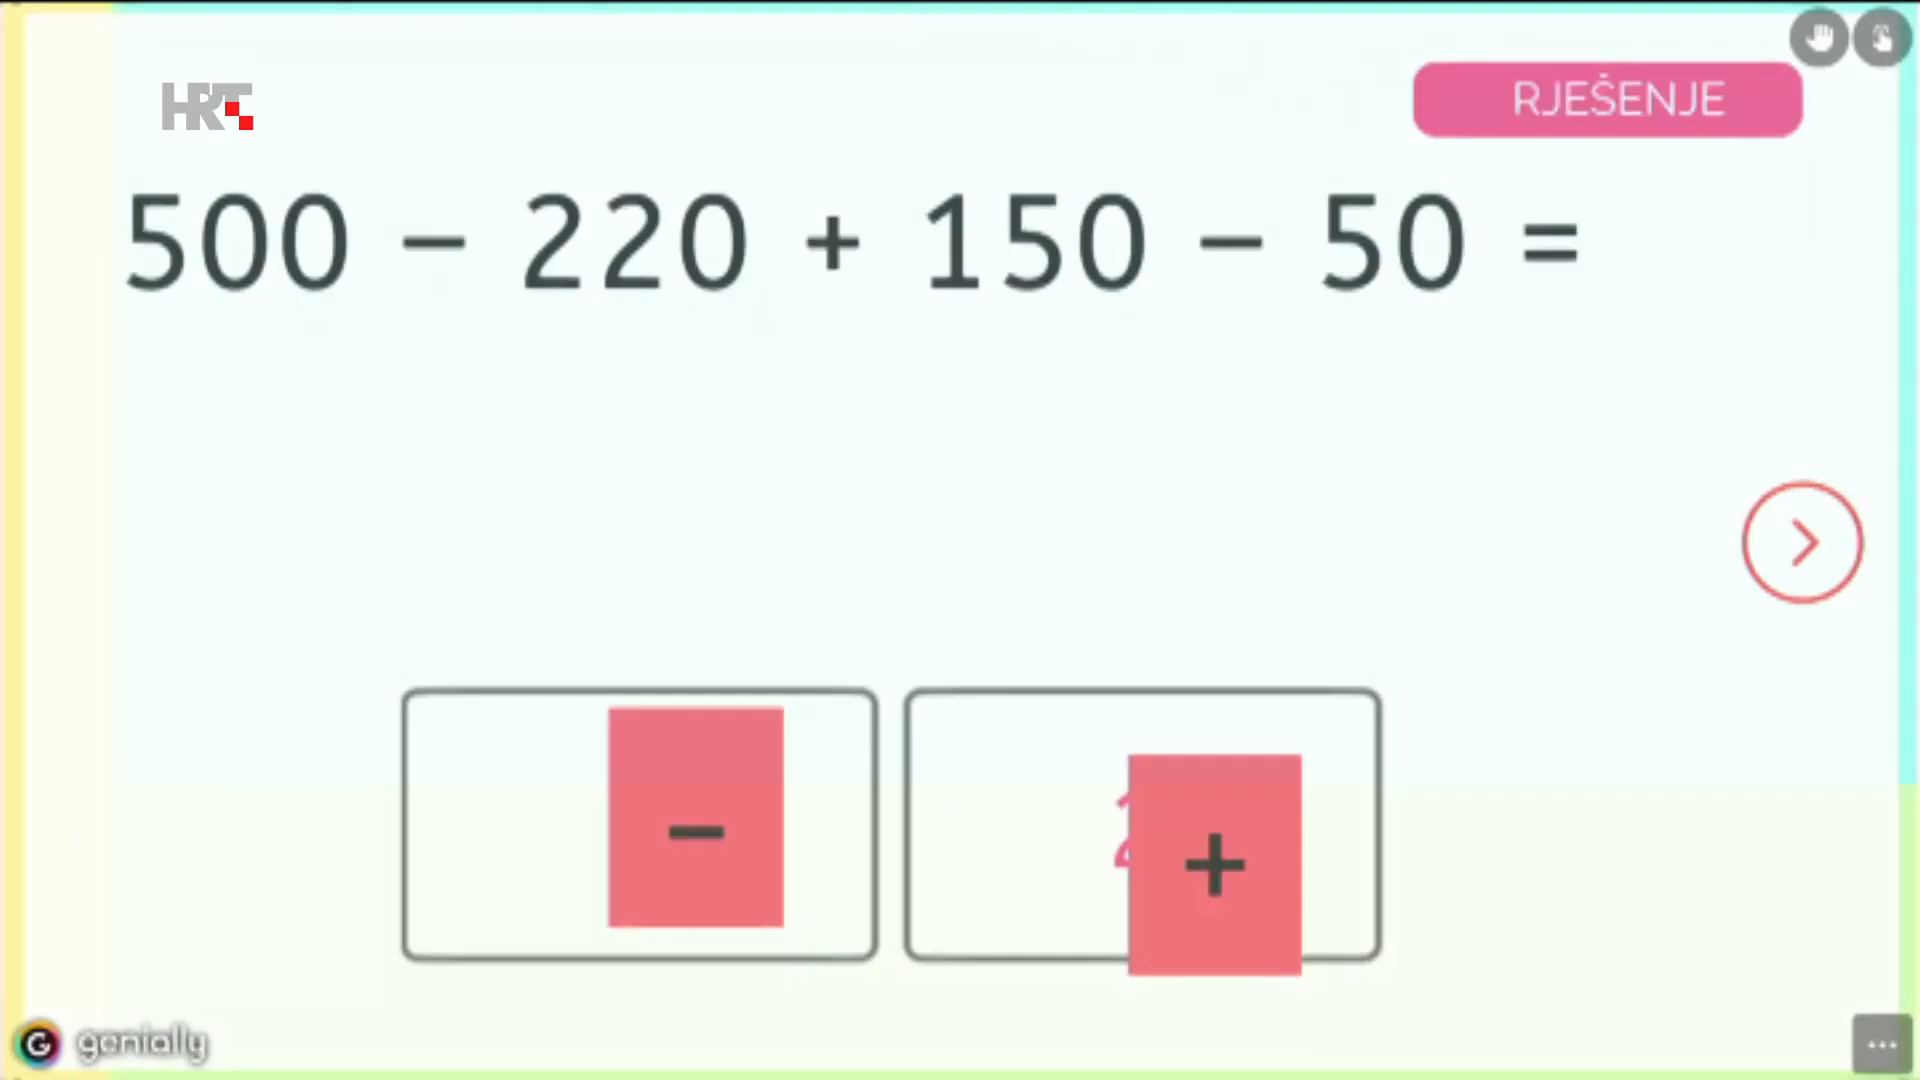 HRT
RJEŠENJE
500 − 220 + 150 − 50 =
−
+
genially